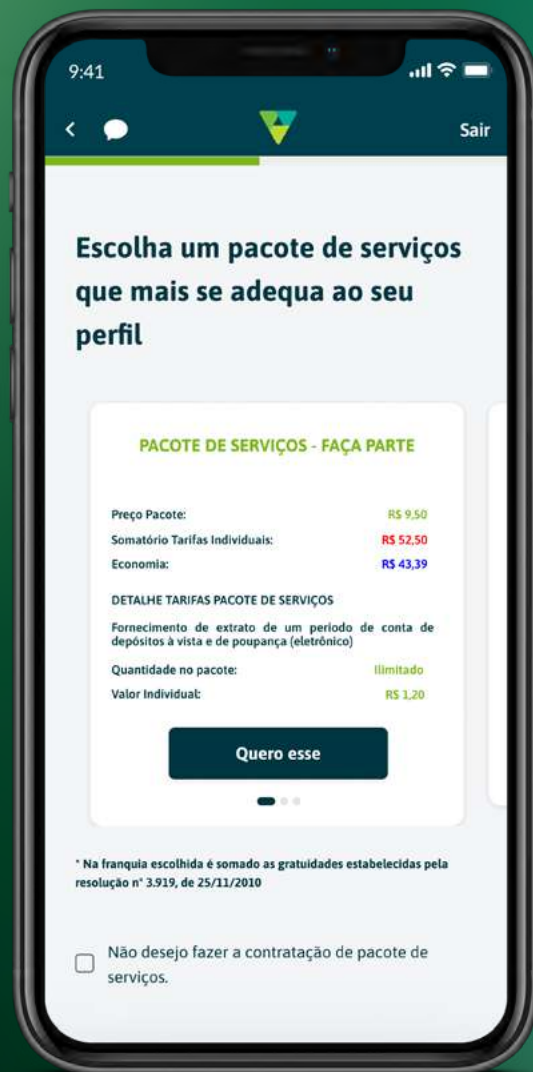 9:41
Sair
Escolha um pacote de serviços
que mais se adequa ao seu
perfil
PACOTE DE SERVIÇOS - FAÇA PARTE
Preço Pacote: R$ 9,50
Somatório Tarifas Individuais: R$ 52,50
Economia: R$ 43,39
DETALHE TARIFAS PACOTE DE SERVIÇOS
Fornecimento de extrato de um período de conta de
depósitos à vista e de poupança (eletrônico)
Quantidade no pacote: Ilimitado
Valor Individual: R$ 1,20
Quero esse
* Na franquia escolhida é somado as gratuidades estabelecidas pela
resolução n° 3.919, de 25/11/2010
Não desejo fazer a contratação de pacote de
serviços.